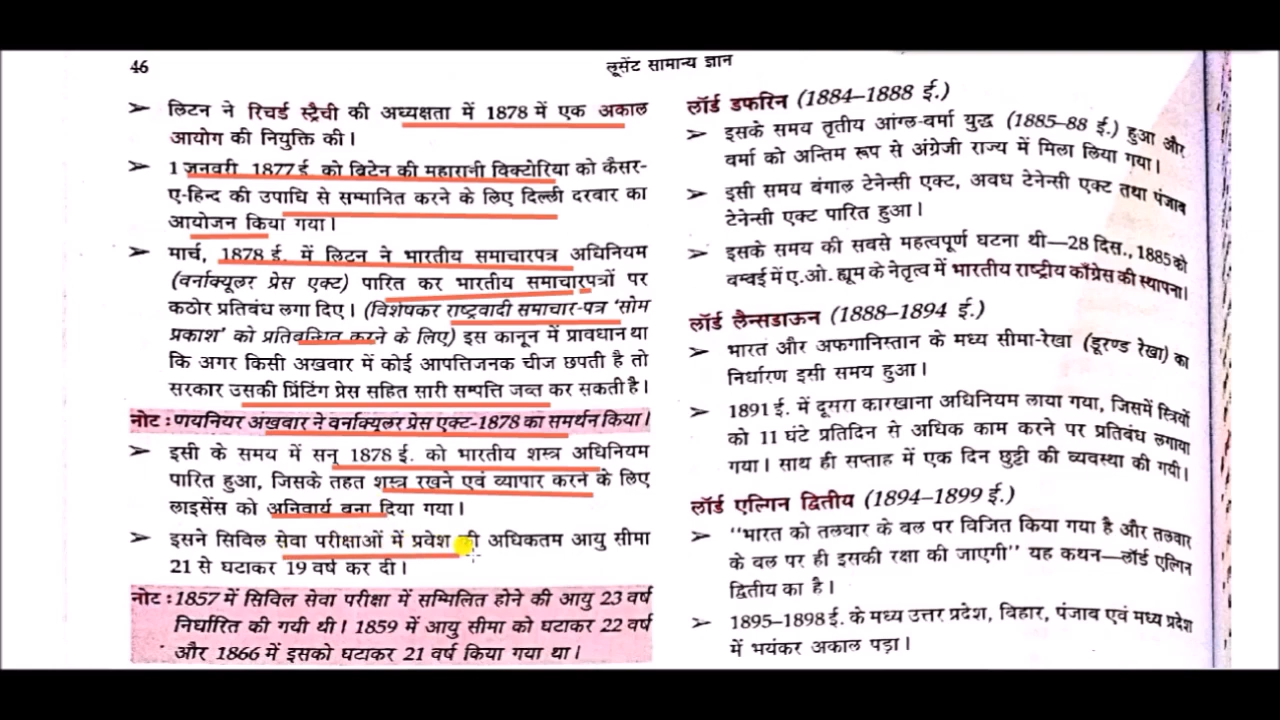 46
लूसेंट सामान्य ज्ञान
➢ लिटन ने रिचर्ड स्ट्रैची की अध्यक्षता में 1878 में एक अकाल
आयोग की नियुक्ति की।
➢ 1 जनवरी 1877 ई. को ब्रिटेन की महारानी विक्टोरिया को कैसर-
ए-हिन्द की उपाधि से सम्मानित करने के लिए दिल्ली दरबार का
आयोजन किया गया।
➢ मार्च, 1878 ई. में लिटन ने भारतीय समाचारपत्र अधिनियम
(वर्नाक्यूलर प्रेस एक्ट) पारित कर भारतीय समाचारपत्रों पर
कठोर प्रतिबंध लगा दिए। (विशेषकर राष्ट्रवादी समाचार-पत्र 'सोम
प्रकाश' को प्रतिबन्धित करने के लिए) इस कानून में प्रावधान था
कि अगर किसी अखबार में कोई आपत्तिजनक चीज छपती है तो
सरकार उसकी प्रिंटिंग प्रेस सहित सारी सम्पत्ति जब्त कर सकती है।
नोट : पायनियर अखबार ने वर्नाक्यूलर प्रेस एक्ट-1878 का समर्थन किया।
➢ इसी के समय में सन् 1878 ई. को भारतीय शस्त्र अधिनियम
पारित हुआ, जिसके तहत शस्त्र रखने एवं व्यापार करने के लिए
लाइसेंस को अनिवार्य बना दिया गया।
➢ इसने सिविल सेवा परीक्षाओं में प्रवेश की अधिकतम आयु सीमा
21 से घटाकर 19 वर्ष कर दी।
नोट : 1857 में सिविल सेवा परीक्षा में सम्मिलित होने की आयु 23 वर्ष
निर्धारित की गयी थी। 1859 में आयु सीमा को घटाकर 22 वर्ष
और 1866 में इसको घटाकर 21 वर्ष किया गया था।
लॉर्ड डफरिन (1884–1888 ई.)
➢ इसके समय तृतीय आंग्ल-बर्मा युद्ध (1885–88 ई.) हुआ और
बर्मा को अन्तिम रूप से अंग्रेजी राज्य में मिला लिया गया।
➢ इसी समय बंगाल टेनेन्सी एक्ट, अवध टेनेन्सी एक्ट तथा पंजाब
टेनेन्सी एक्ट पारित हुआ।
➢ इसके समय की सबसे महत्वपूर्ण घटना थी—28 दिस., 1885 को
बम्बई में ए. ओ. ह्यूम के नेतृत्व में भारतीय राष्ट्रीय काँग्रेस की स्थापना।
लॉर्ड लैन्सडाऊन (1888–1894 ई.)
➢ भारत और अफगानिस्तान के मध्य सीमा-रेखा (डूरण्ड रेखा) का
निर्धारण इसी समय हुआ।
➢ 1891 ई. में दूसरा कारखाना अधिनियम लाया गया, जिसमें स्त्रियों
को 11 घंटे प्रतिदिन से अधिक काम करने पर प्रतिबंध लगाया
गया। साथ ही सप्ताह में एक दिन छुट्टी की व्यवस्था की गयी।
लॉर्ड एल्गिन द्वितीय (1894–1899 ई.)
➢ "भारत को तलवार के बल पर विजित किया गया है और तलवार
के बल पर ही इसकी रक्षा की जाएगी" यह कथन—लॉर्ड एल्गिन
द्वितीय का है।
➢ 1895–1898 ई. के मध्य उत्तर प्रदेश, बिहार, पंजाब एवं मध्य प्रदेश
में भयंकर अकाल पड़ा।